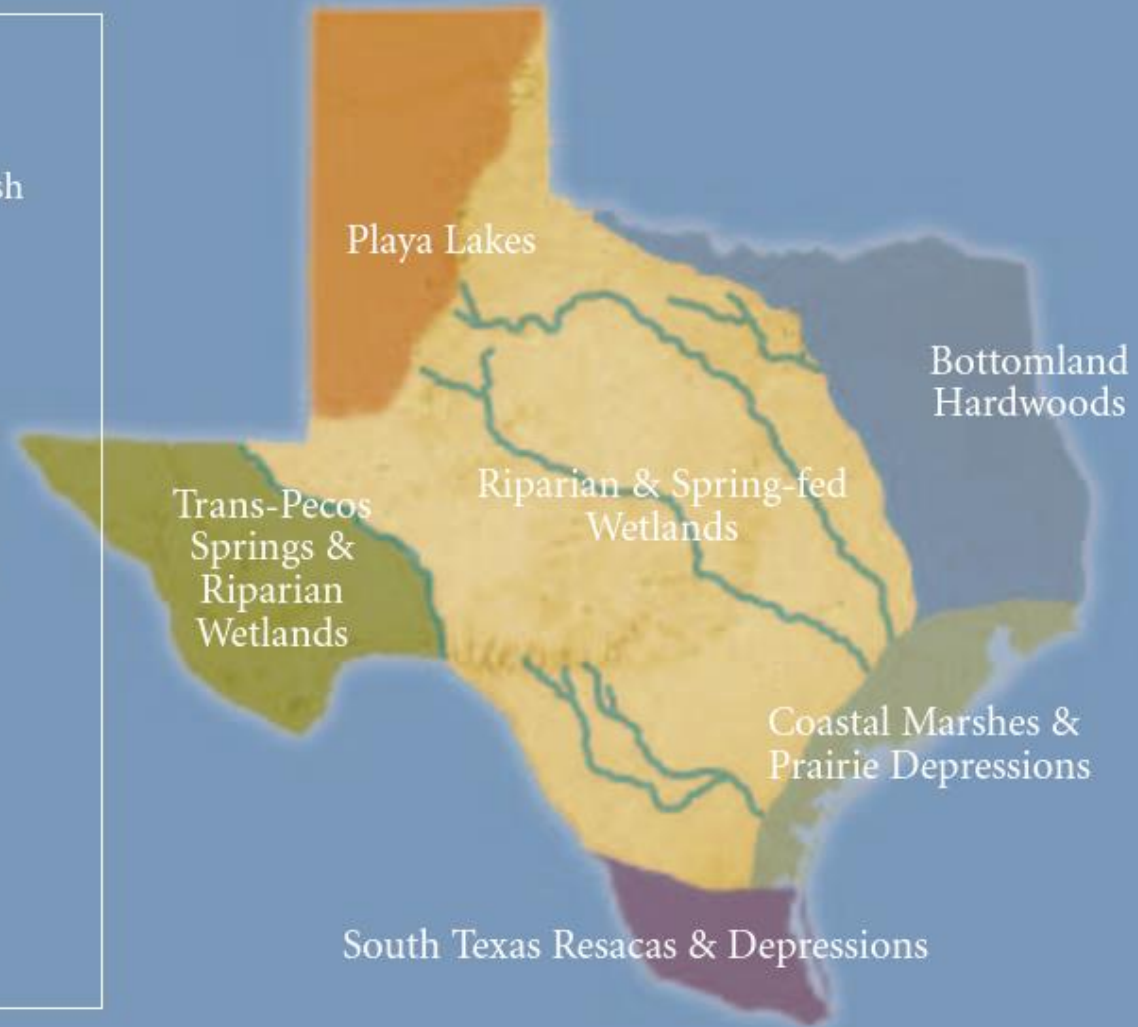 Playa Lakes
Bottomland
Hardwoods
Riparian & Spring-fed
Wetlands
Trans-Pecos
Springs &
Riparian
Wetlands
Coastal Marshes &
Prairie Depressions
South Texas Resacas & Depressions